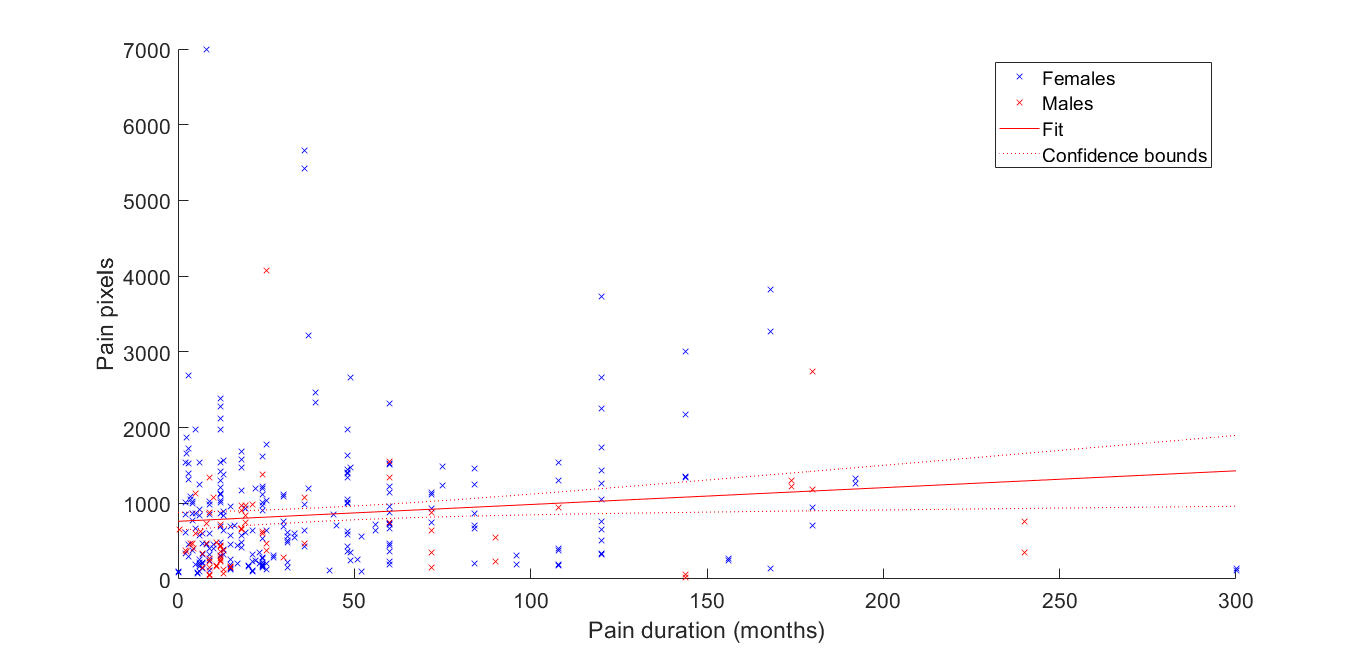 7000
6000
5000
4000
3000
2000
1000
0
Pain pixels
0 50 100 150 200 250 300
Pain duration (months)
Females
Males
Fit
Confidence bounds